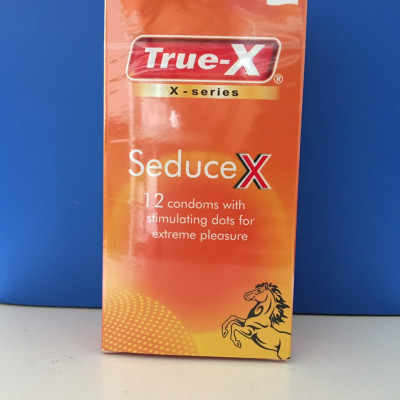 True-X®
X-series
SeduceX
12 condoms with
stimulating dots for
extreme pleasure